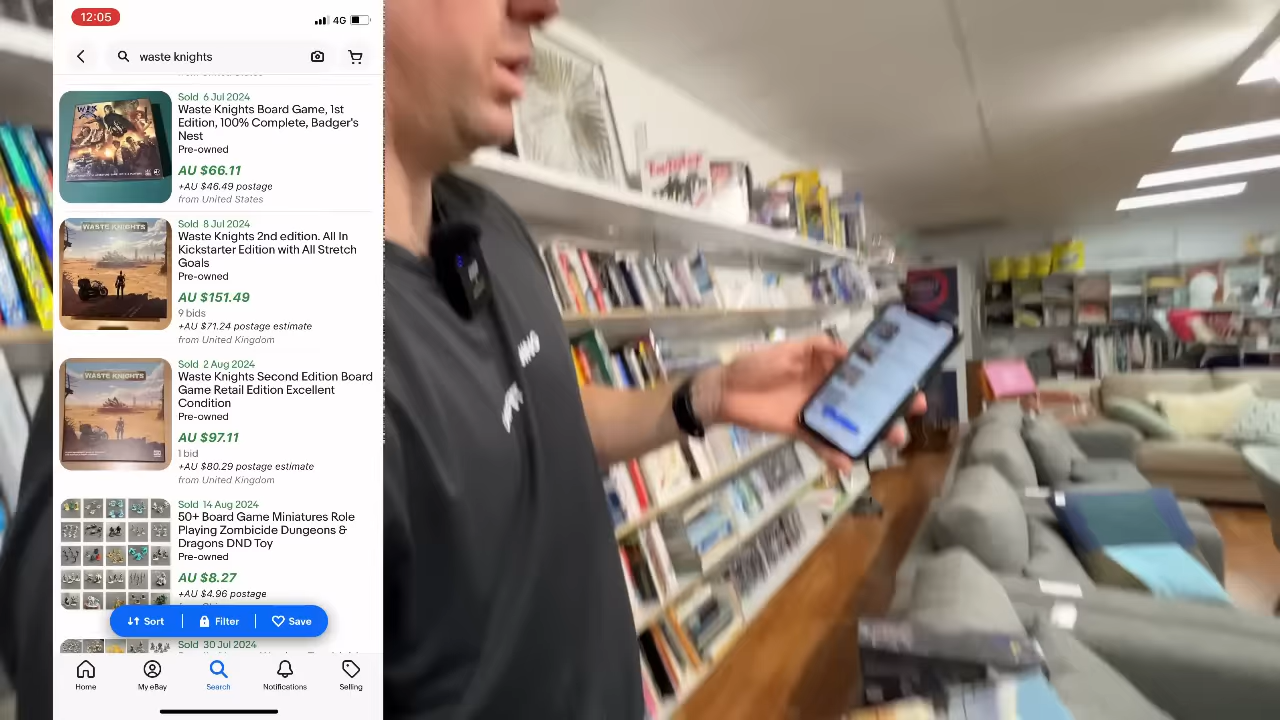 12:05
4G
waste knights
Sold 6 Jul 2024
Waste Knights Board Game, 1st
Edition, 100% Complete, Badger's
Nest
Pre-owned
AU $66.11
+AU $46.49 postage
from United States
Sold 8 Jul 2024
Waste Knights 2nd edition. All In
Kickstarter Edition with All Stretch
Goals
Pre-owned
AU $151.49
9 bids
+AU $71.24 postage estimate
from United Kingdom
WASTE KNIGHTS
Sold 2 Aug 2024
Waste Knights Second Edition Board
Game Retail Edition Excellent
Condition
Pre-owned
AU $97.11
1 bid
+AU $80.29 postage estimate
from United Kingdom
WASTE KNIGHTS
Sold 14 Aug 2024
50+ Board Game Miniatures Role
Playing Zombicide Dungeons &
Dragons DND Toy
Pre-owned
AU $8.27
+AU $4.96 postage
Sort
Filter
Save
Sold 30 Jul 2024
Home
My eBay
Search
Notifications
Selling
Twister